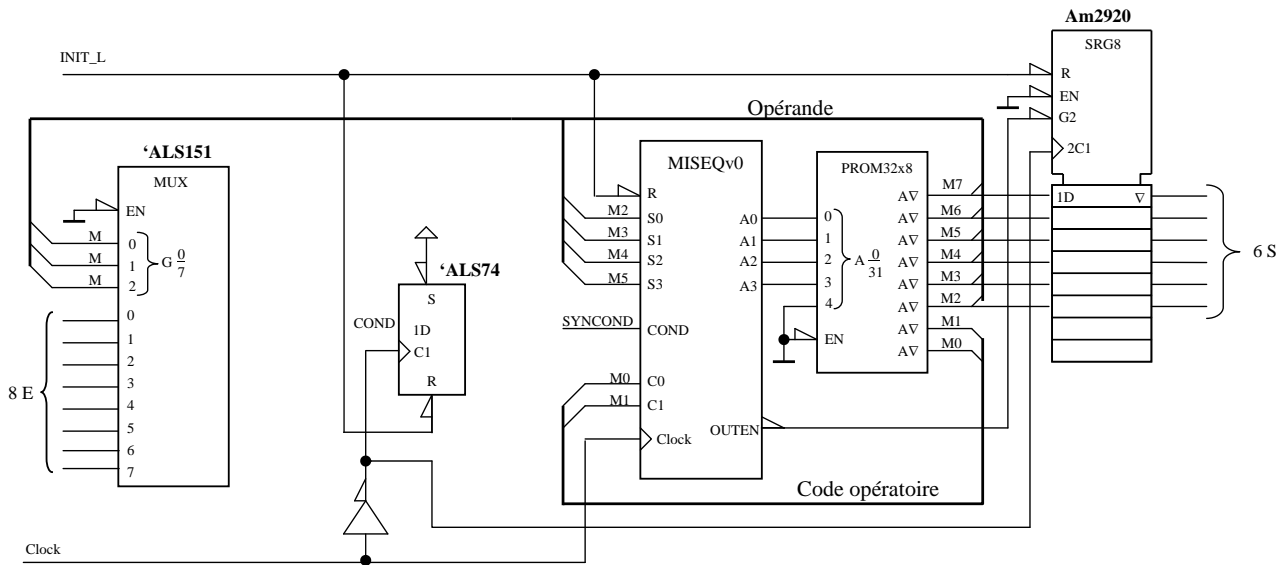 Am2920
SRG8
INIT_L
R
EN
G2
2C1
Opérande
'ALS151
MUX
EN
M
0
M
1
M
2
G 0/7
0
1
2
3
4
5
6
7
8 E
'ALS74
S
COND
1D
C1
R
MISEQv0
R
M2
S0
M3
S1
M4
S2
M5
S3
SYNCOND
COND
M0
C0
M1
C1
Clock
A0
A1
A2
A3
OUTEN
PROM32x8
0
1
2
3
4
A 0/31
EN
A∇
A∇
A∇
A∇
A∇
A∇
A∇
A∇
M7
M6
M5
M4
M3
M2
M1
M0
1D
∇
6 S
Code opératoire
Clock